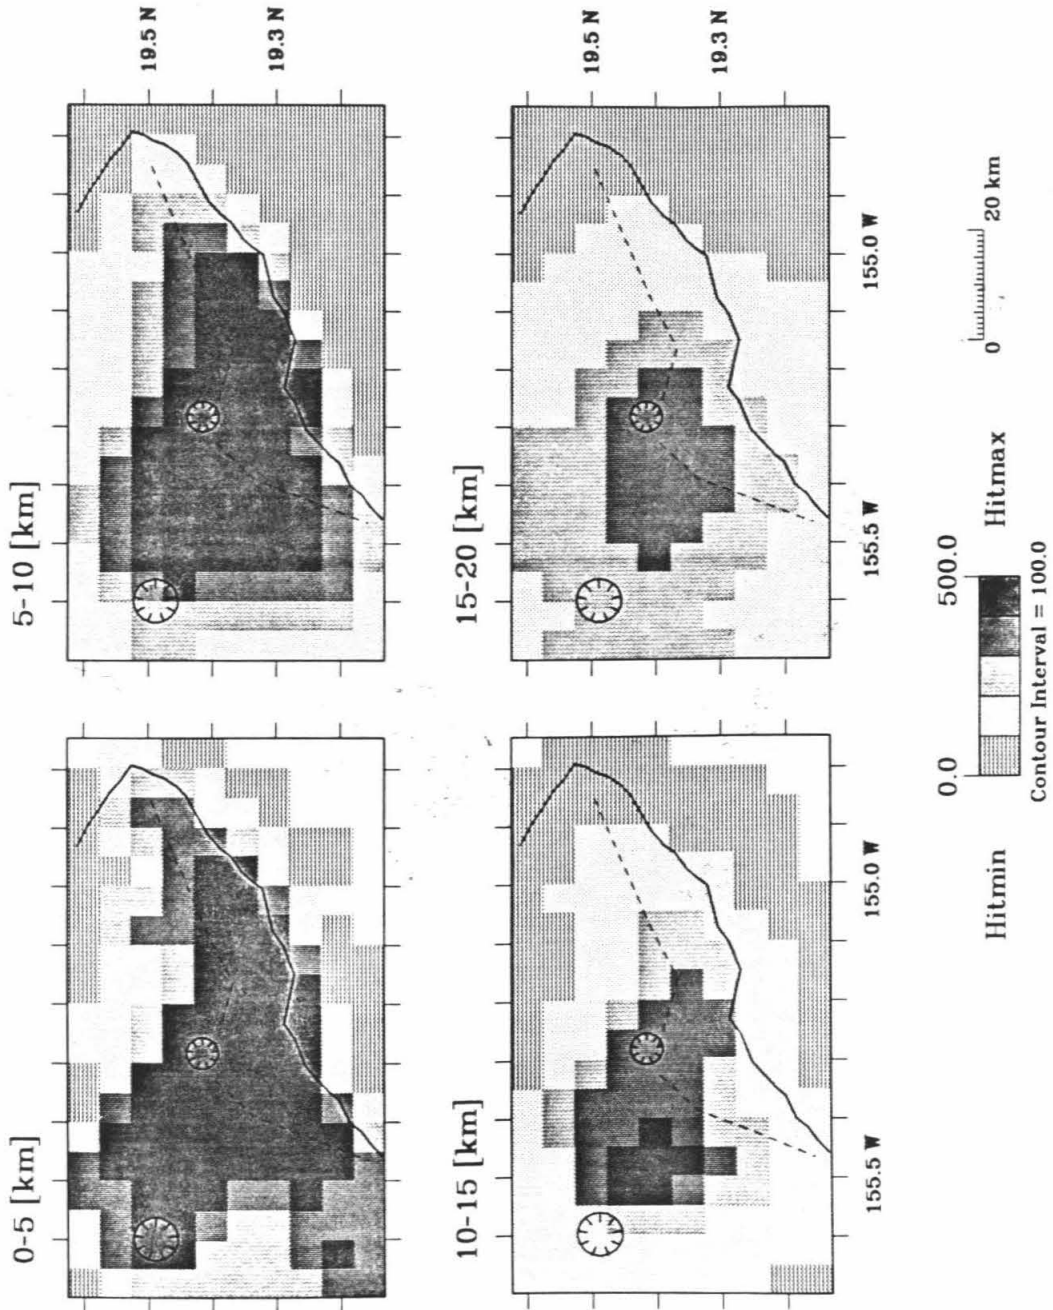 0-5 [km]
5-10 [km]
19.5 N
19.3 N
10-15 [km]
15-20 [km]
19.5 N
19.3 N
155.5 W
155.0 W
155.5 W
155.0 W
Hitmin
0.0
500.0
Hitmax
Contour Interval = 100.0
0
20 km